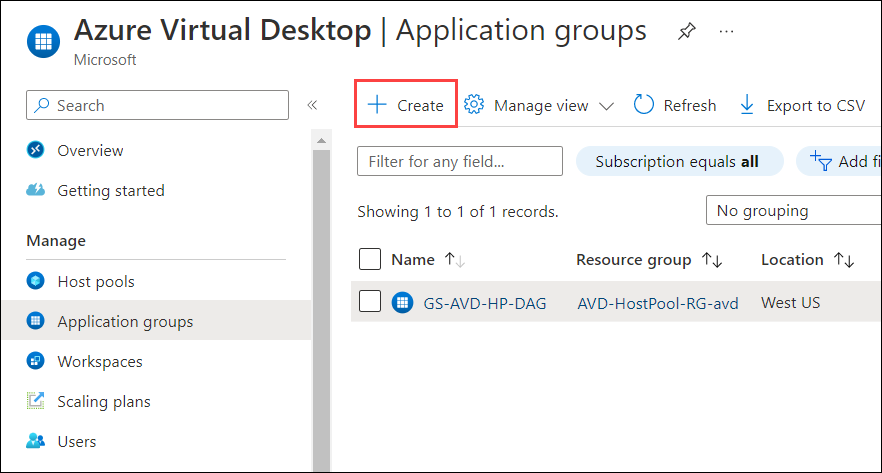 Azure Virtual Desktop | Application groups ...
Microsoft
Search «
Overview
Getting started
Manage
Host pools
Application groups
Workspaces
Scaling plans
Users
+ Create Manage view Refresh Export to CSV
Filter for any field... Subscription equals all Add fi
Showing 1 to 1 of 1 records. No grouping
Name ↑↓ Resource group ↑↓ Location ↑↓
GS-AVD-HP-DAG AVD-HostPool-RG-avd West US